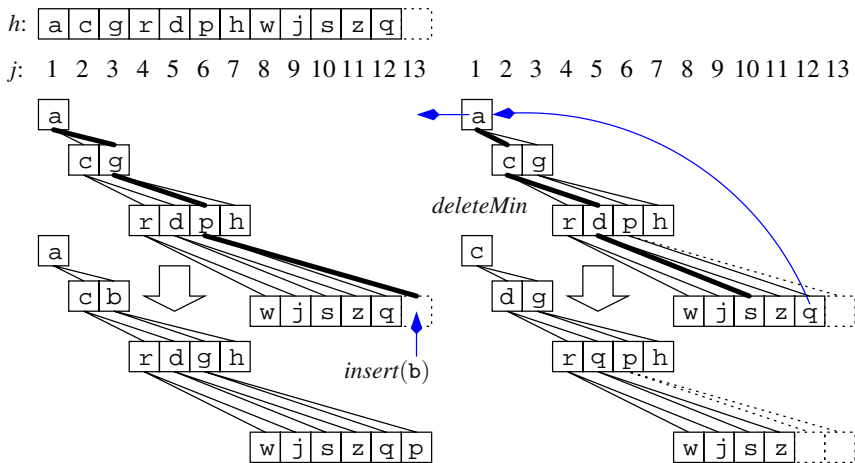 h: a c g r d p h w j s z q
j: 1 2 3 4 5 6 7 8 9 10 11 12 13
a
c g
r d p h
w j s z q
insert(b)
a
c b
r d g h
w j s z q p
1 2 3 4 5 6 7 8 9 10 11 12 13
a
c g
deleteMin
r d p h
w j s z q
c
d g
r q p h
w j s z